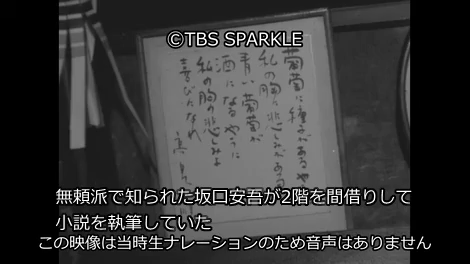 ©TBS SPARKLE
葡萄に種子があるや
私の胸に悲しみがある
青い葡萄が
酒になるやうに
私の胸の悲しみよ
喜びになれ
無頼派で知られた坂口安吾が2階を間借りして
小説を執筆していた
この映像は当時生ナレーションのため音声はありません